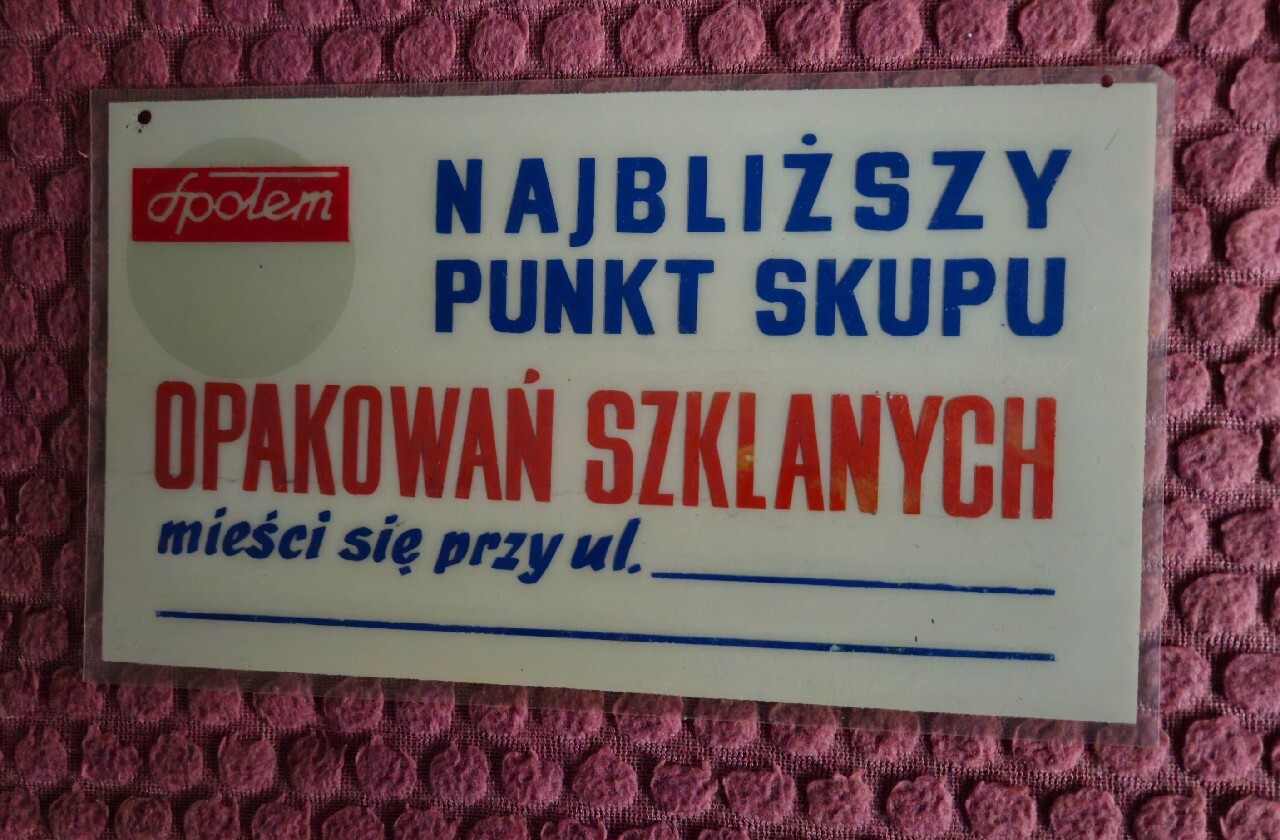 Społem
NAJBLIŻSZY
PUNKT SKUPU
OPAKOWAŃ SZKLANYCH
mieści się przy ul.